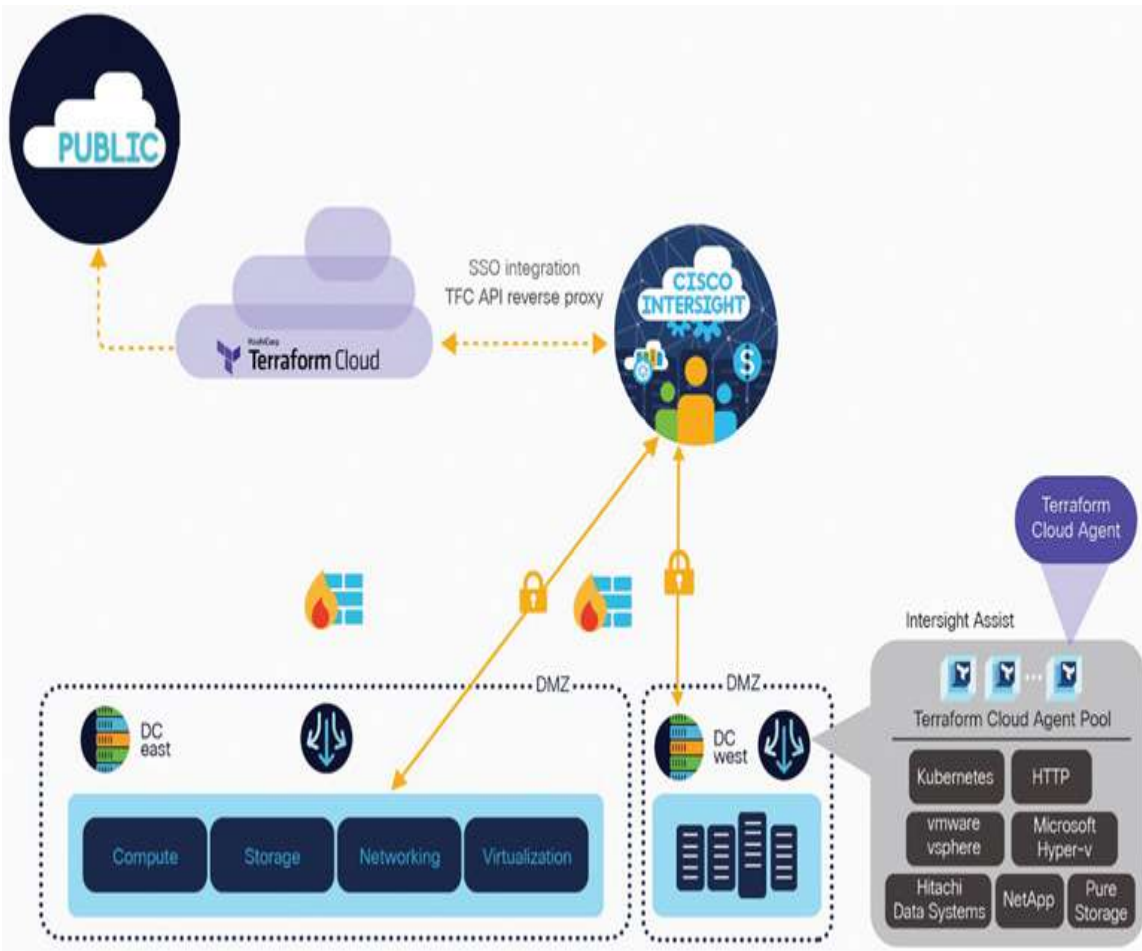 PUBLIC
SSO integration
TFC API reverse proxy
CISCO
INTERSIGHT
$
HashiCorp
Terraform Cloud
Terraform
Cloud Agent
Intersight Assist
DMZ
DMZ
DC
east
DC
west
Terraform Cloud Agent Pool
Kubernetes
HTTP
vmware
vsphere
Microsoft
Hyper-v
Hitachi
Data Systems
NetApp
Pure
Storage
Compute
Storage
Networking
Virtualization